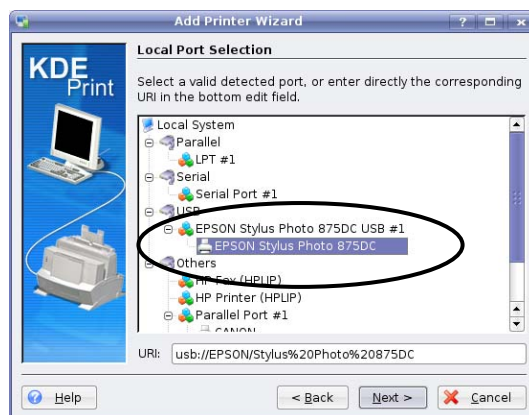 Add Printer Wizard
?
KDE
Print
Local Port Selection
Select a valid detected port, or enter directly the corresponding
URI in the bottom edit field.
Local System
Parallel
LPT #1
Serial
Serial Port #1
USB
EPSON Stylus Photo 875DC USB #1
EPSON Stylus Photo 875DC
Others
HP Fax (HPLIP)
HP Printer (HPLIP)
Parallel Port #1
CANON
URI: usb://EPSON/Stylus%20Photo%20875DC
Help < Back Next > Cancel